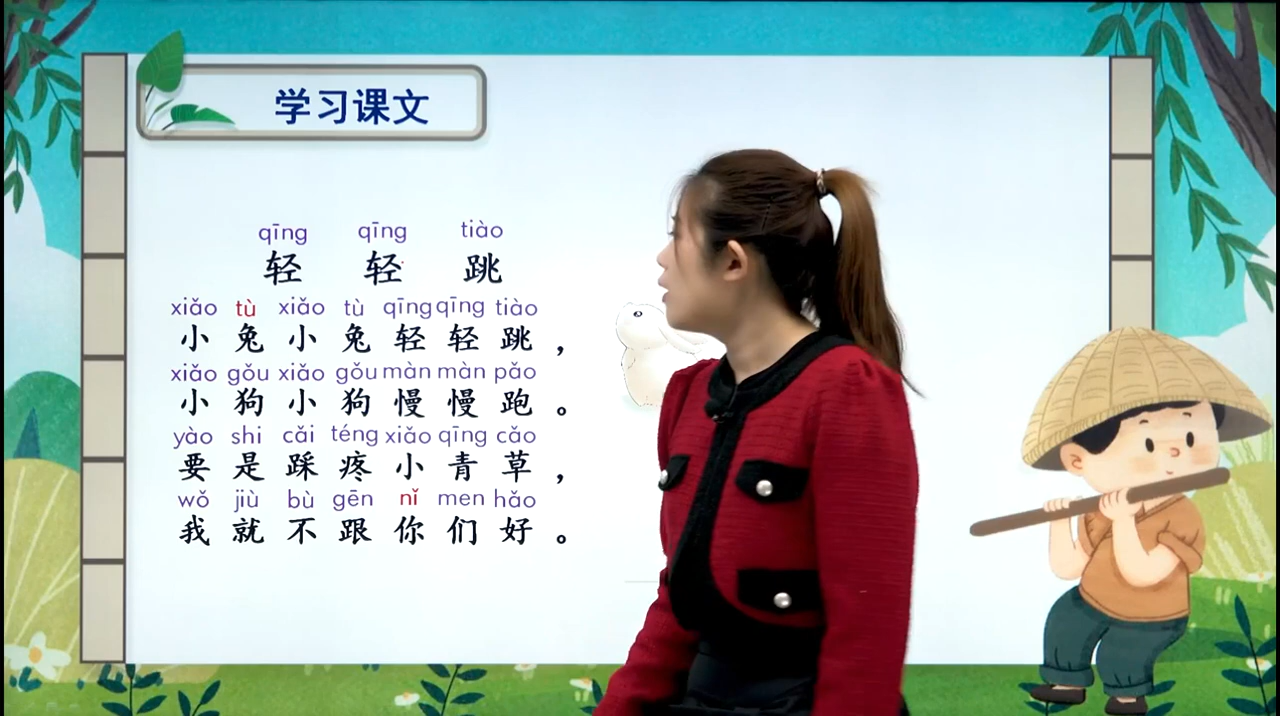 学习课文
qīng qīng tiào
轻 轻 跳
xiǎo tù xiǎo tù qīng qīng tiào
小 兔 小 兔 轻 轻 跳 ，
xiǎo gǒu xiǎo gǒu màn màn pǎo
小 狗 小 狗 慢 慢 跑 。
yào shi cǎi téng xiǎo qīng cǎo
要 是 踩 疼 小 青 草 ，
wǒ jiù bù gēn nǐ men hǎo
我 就 不 跟 你 们 好 。